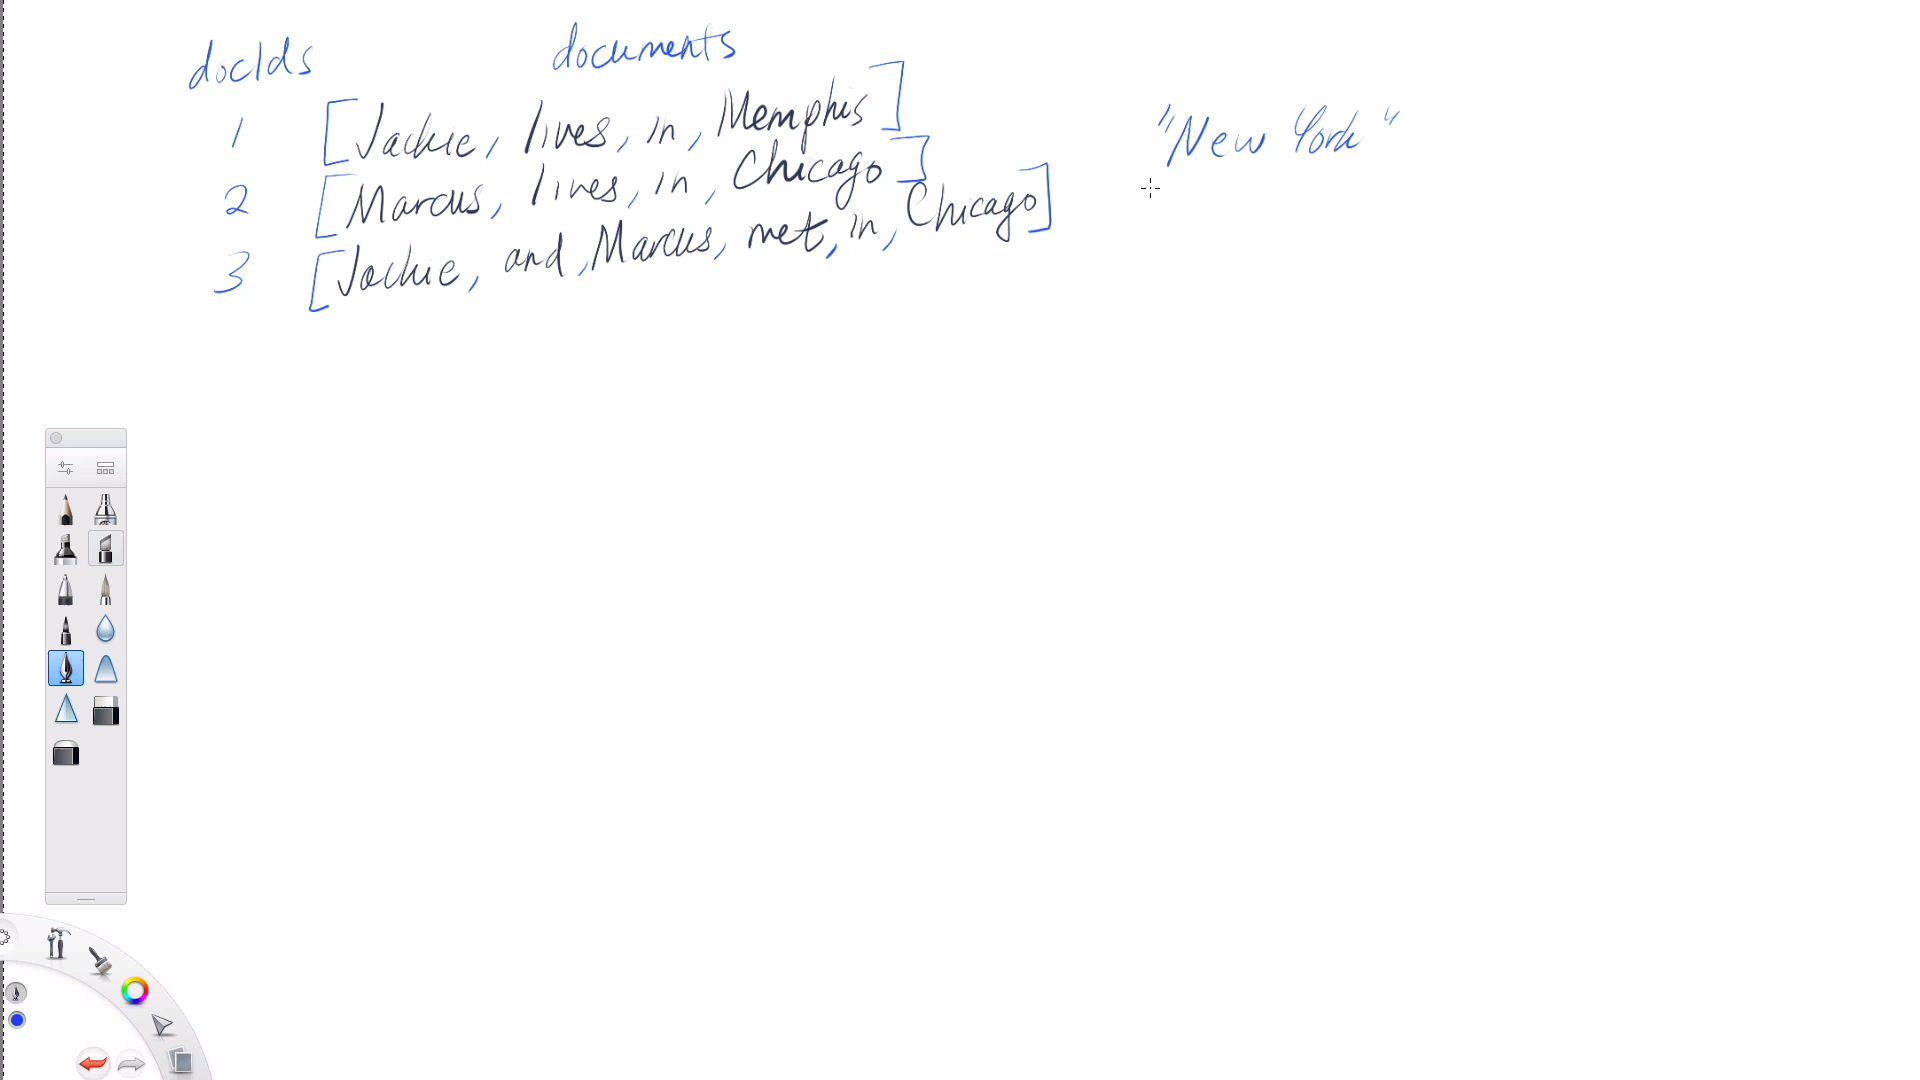 docIds documents
1 [Jackie, lives, in, Memphis]
2 [Marcus, lives, in, Chicago]
3 [Jackie, and, Marcus, met, in, Chicago]
"New York"